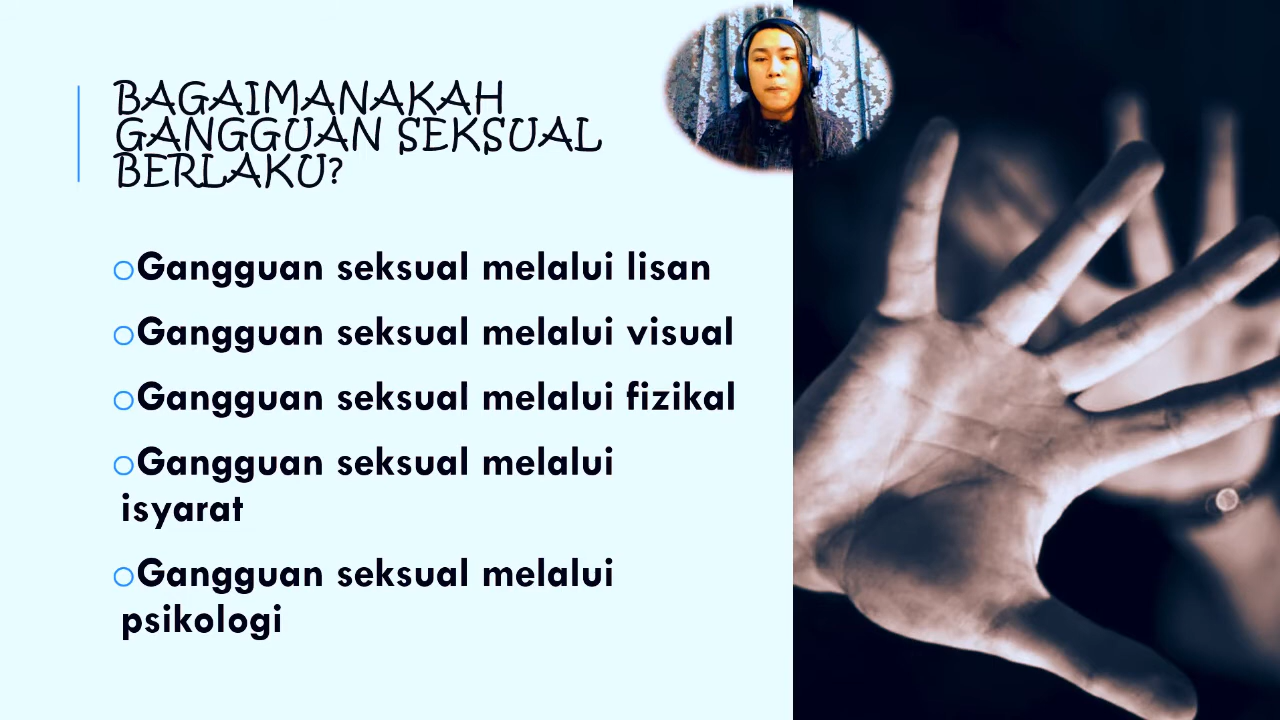 BAGAIMANAKAH
GANGGUAN SEKSUAL
BERLAKU?
Gangguan seksual melalui lisan
Gangguan seksual melalui visual
Gangguan seksual melalui fizikal
Gangguan seksual melalui
isyarat
Gangguan seksual melalui
psikologi